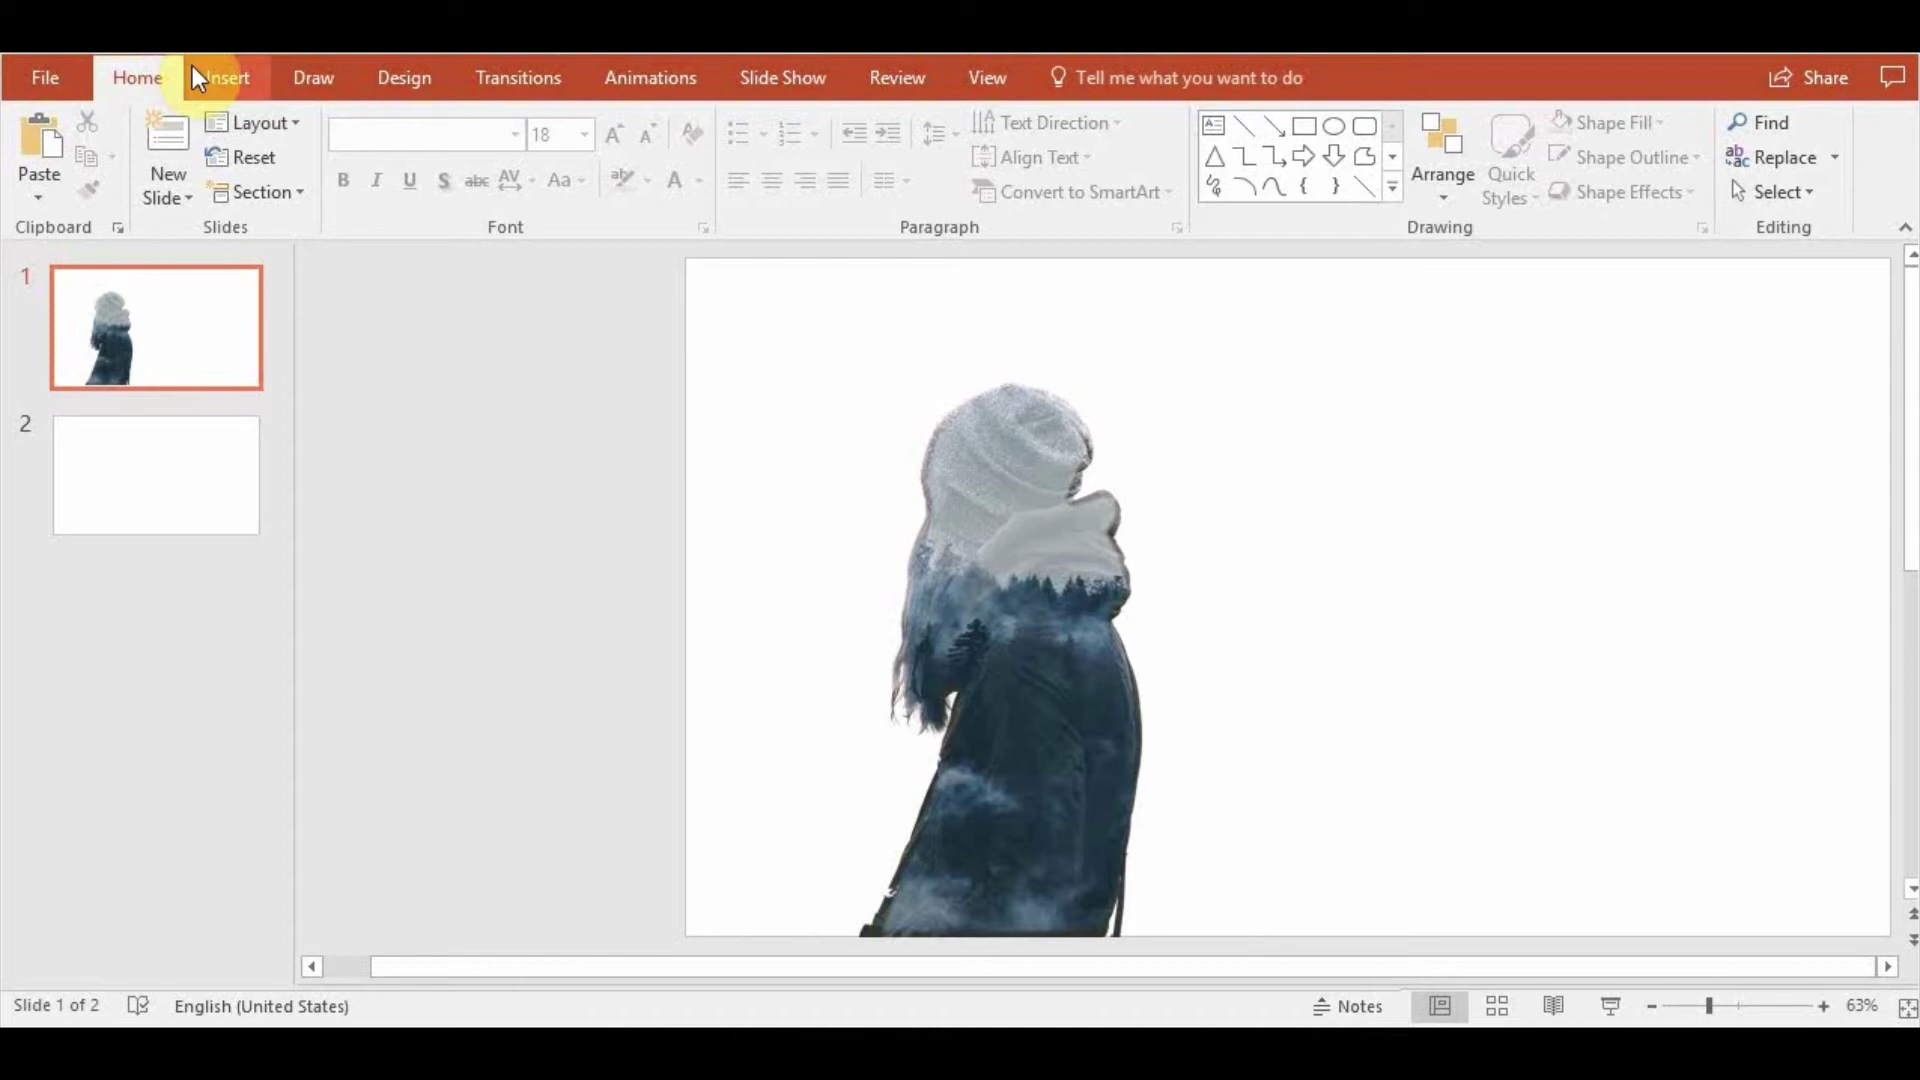 File Home Insert Draw Design Transitions Animations Slide Show Review View Tell me what you want to do Share
Paste
Clipboard
New
Slide
Layout
Reset
Section
Slides
18
B I U S abc AV Aa A
Font
Text Direction
Align Text
Convert to SmartArt
Paragraph
Arrange
Quick
Styles
Shape Fill
Shape Outline
Shape Effects
Drawing
Find
Replace
Select
Editing
1
2
Slide 1 of 2 English (United States) Notes 63%